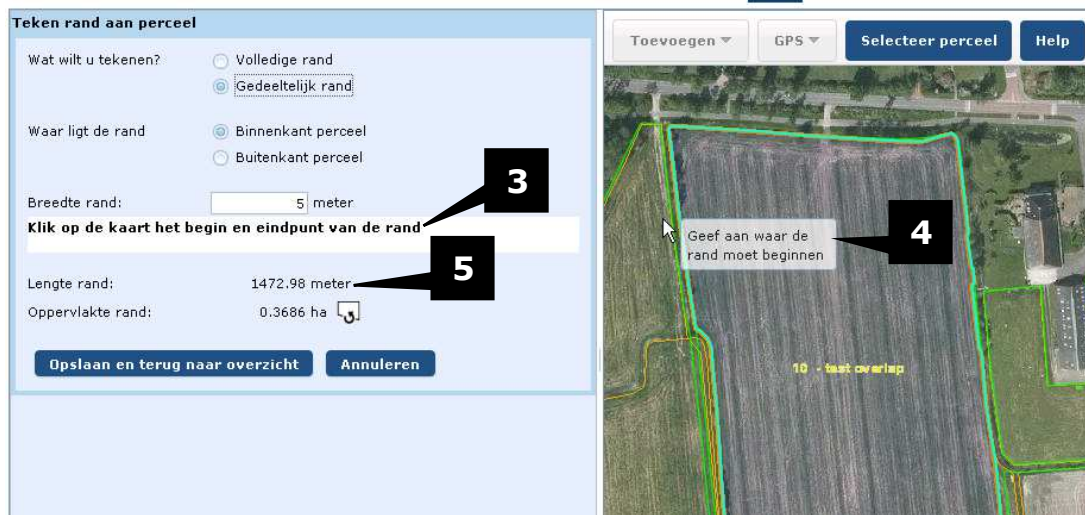 Teken rand aan perceel
Wat wilt u tekenen?
Volledige rand
Gedeeltelijk rand
Waar ligt de rand
Binnenkant perceel
Buitenkant perceel
Breedte rand: 5 meter
Klik op de kaart het begin en eindpunt van de rand
3
Lengte rand: 1472.98 meter
5
Oppervlakte rand: 0.3686 ha
Opslaan en terug naar overzicht Annuleren
Toevoegen GPS Selecteer perceel Help
Geef aan waar de
rand moet beginnen
4
10 - test overlap